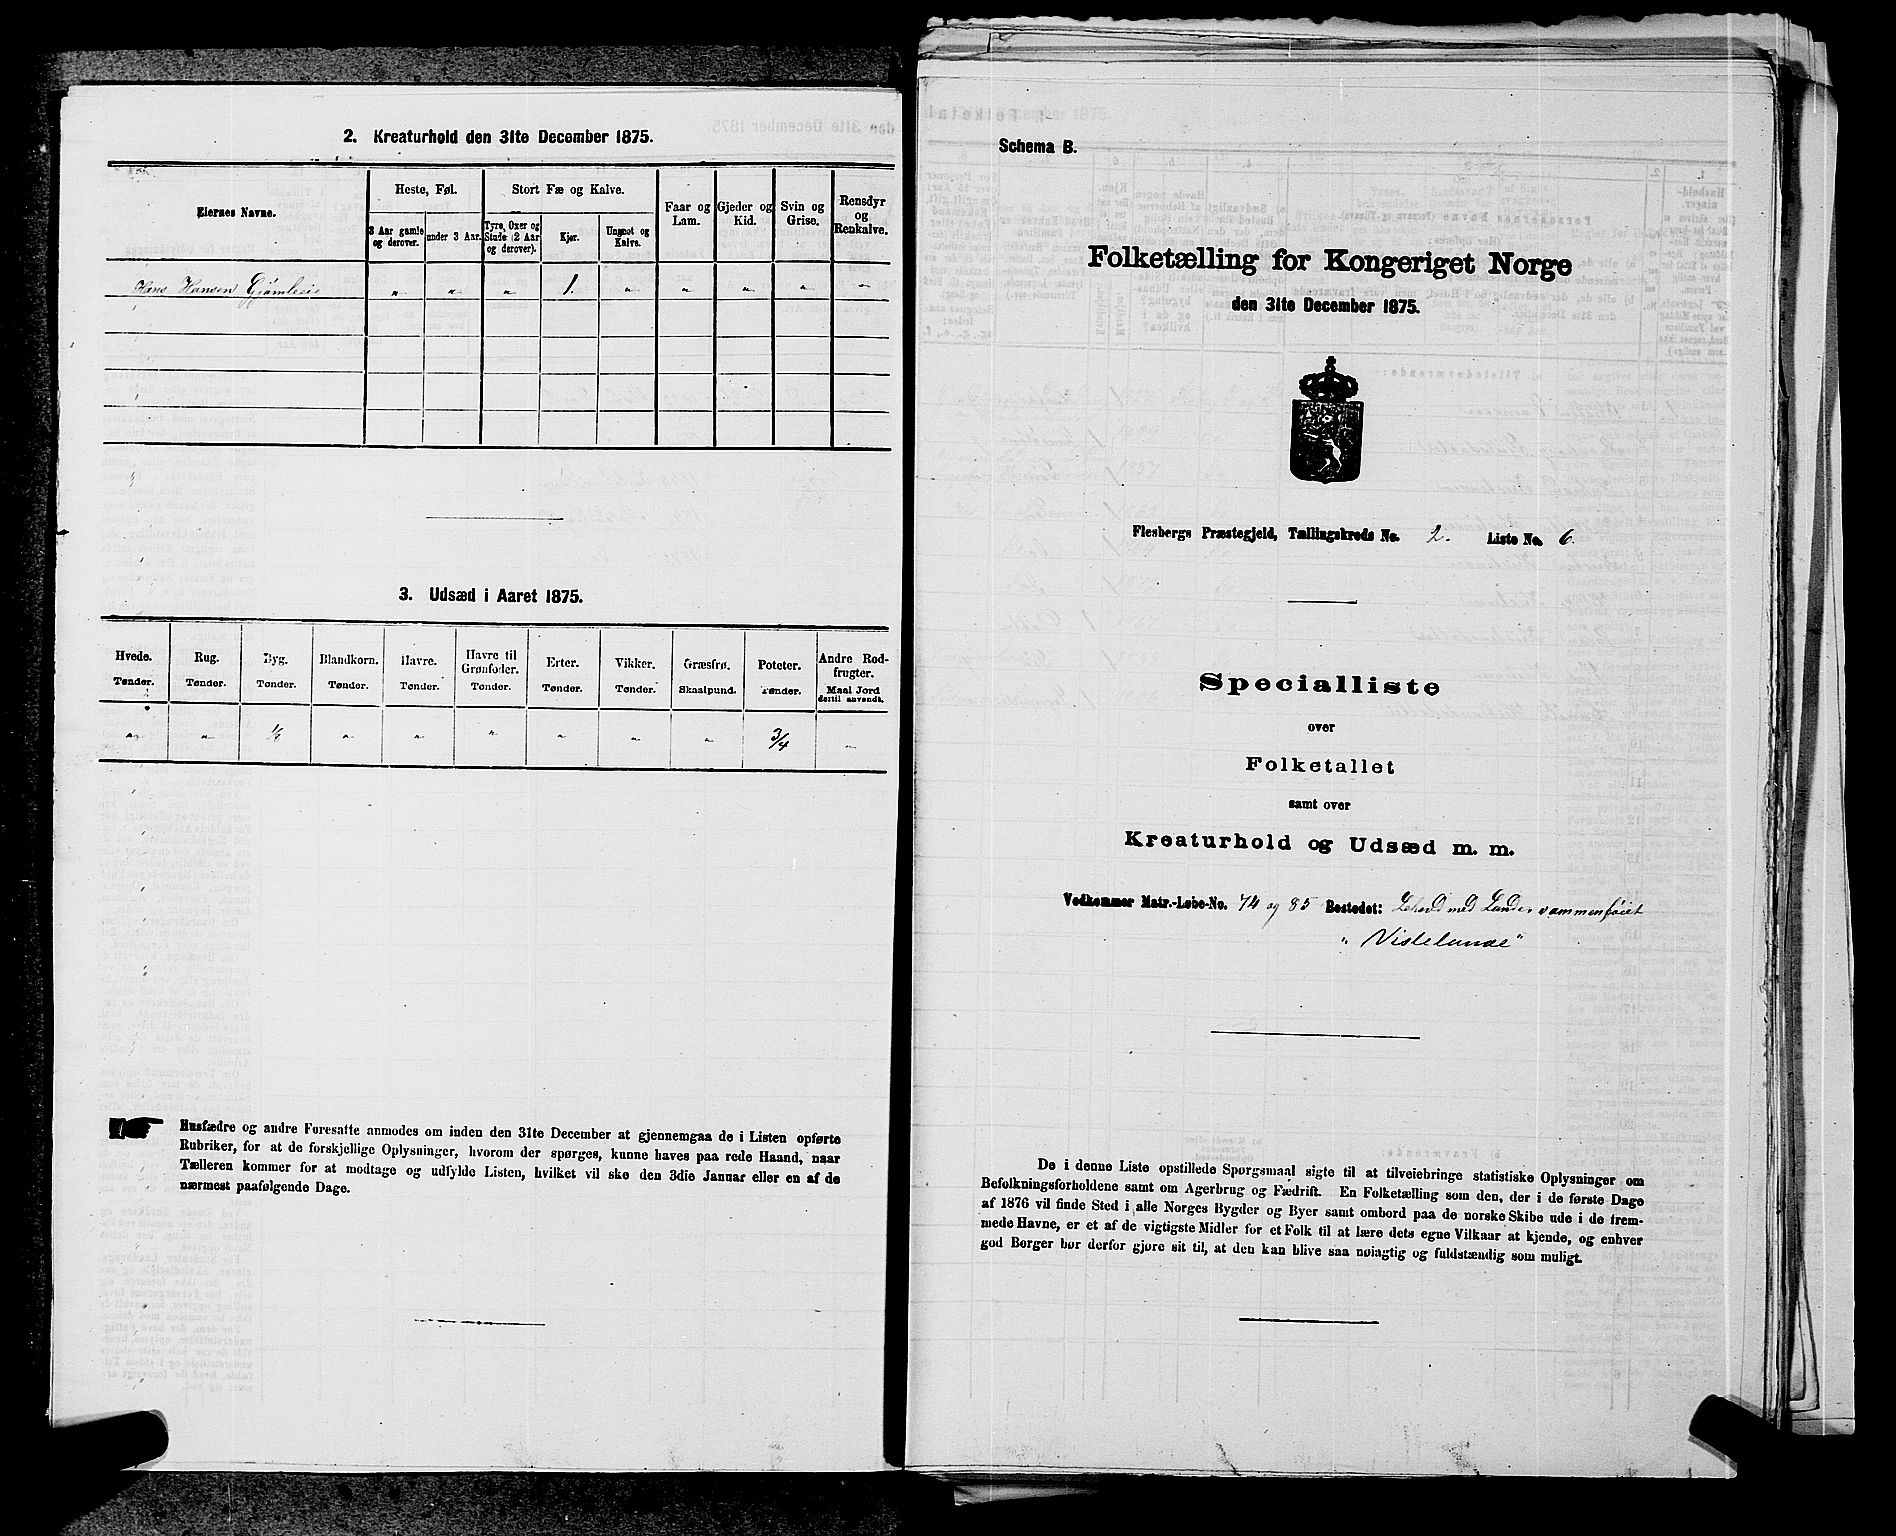 2. Kreaturhold den 31te December 1875.
Eiernes Navne.
Heste, Føl.
3 Aar gamle og derover.
under 3 Aar.
Stort Fæ og Kalve.
Tyre, Oxer og Stude (2 Aar og derover).
Kjør.
Ungnøt og Kalve.
Faar og Lam.
Gjeder og Kid.
Svin og Grise.
Rensdyr og Renkalve.
Hans Hansen „ „ „ 1. „ „ „ „ „
3. Udsæd i Aaret 1875.
Hvede. Rug. Byg. Blandkorn. Havre. Havre til Grønfoder. Erter. Vikker. Græsfrø. Poteter. Andre Rodfrugter.
Tønder. Tønder. Tønder. Tønder. Tønder. Tønder. Tønder. Tønder. Skaalpund. Tønder. Maal Jord dertil anvendt.
„ „ 1/8 „ „ „ „ „ „ 3/4 „
Husfædre og andre Foresatte anmodes om inden den 31te December at gjennemgaa de i Listen opførte
Rubriker, for at de forskjellige Oplysninger, hvorom der spørges, kunne haves paa rede Haand, naar
Tælleren kommer for at modtage og udfylde Listen, hvilket vil ske den 3die Januar eller en af de
nærmest paafølgende Dage.
Schema B.
Folketælling for Kongeriget Norge
den 31te December 1875.
Flesbergs Præstegjeld, Tællingskreds No. 2. Liste No. 6.
Specialliste
over
Folketallet
samt over
Kreaturhold og Udsæd m. m.
Vedkommer Matr.-Løbe-No. 74 og 85 Bostedet: med sammenføiet
De i denne Liste opstillede Spørgsmaal sigte til at tilveiebringe statistiske Oplysninger om
Befolkningsforholdene samt om Agerbrug og Fædrift. En Folketælling som den, der i de første Dage
af 1876 vil finde Sted i alle Norges Bygder og Byer samt ombord paa de norske Skibe ude i de frem-
mede Havne, er et af de vigtigste Midler for et Folk til at lære dets egne Vilkaar at kjende, og enhver
god Borger bør derfor gjøre sit til, at den kan blive saa nøiagtig og fuldstændig som muligt.